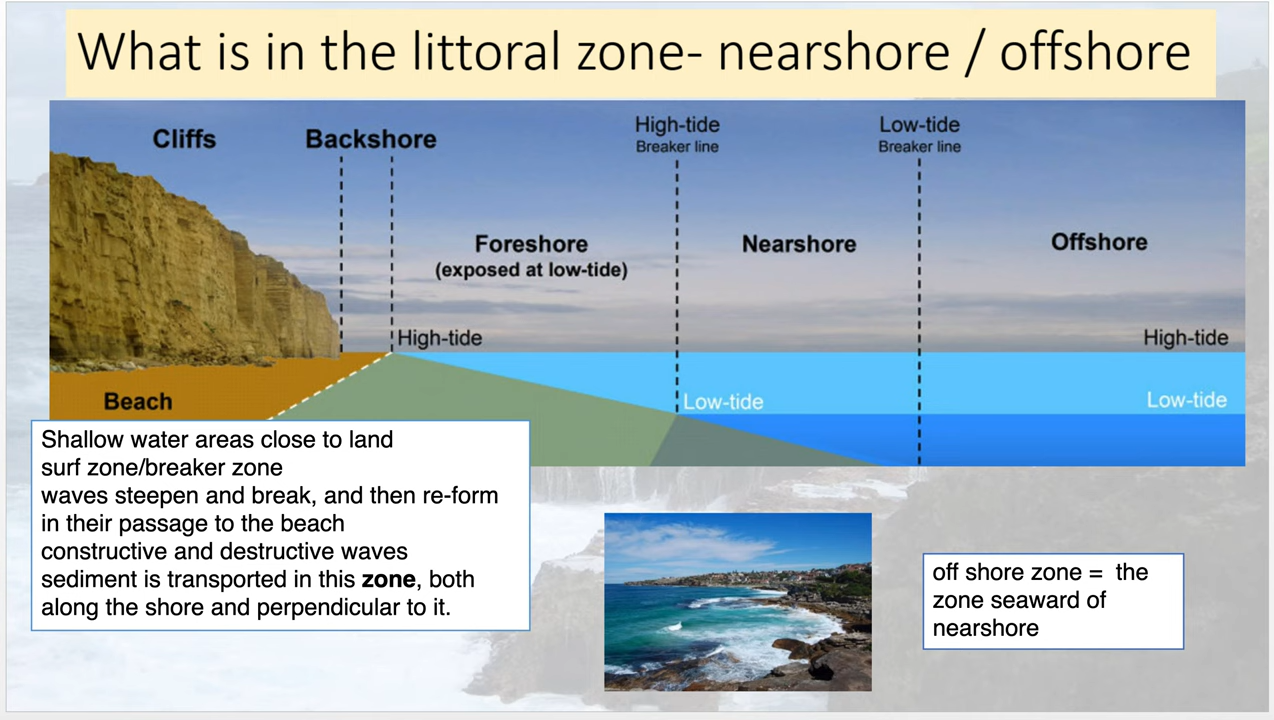 What is in the littoral zone- nearshore / offshore
Cliffs
Backshore
High-tide
Breaker line
Low-tide
Breaker line
Foreshore
(exposed at low-tide)
Nearshore
Offshore
High-tide
High-tide
Beach
Low-tide
Low-tide
Shallow water areas close to land
surf zone/breaker zone
waves steepen and break, and then re-form
in their passage to the beach
constructive and destructive waves
sediment is transported in this zone, both
along the shore and perpendicular to it.
off shore zone = the
zone seaward of
nearshore